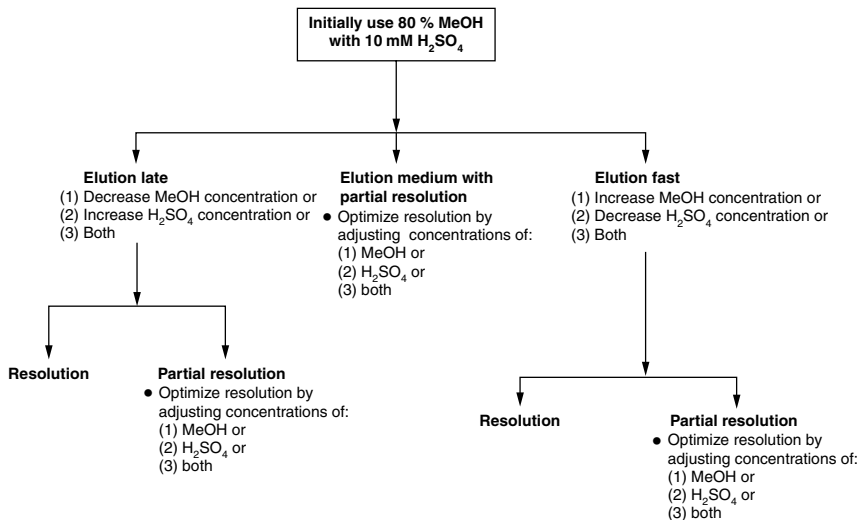 Initially use 80 % MeOH
with 10 mM H₂SO₄
Elution late
(1) Decrease MeOH concentration or
(2) Increase H₂SO₄ concentration or
(3) Both
Elution medium with
partial resolution
● Optimize resolution by
adjusting concentrations of:
(1) MeOH or
(2) H₂SO₄ or
(3) both
Elution fast
(1) Increase MeOH concentration or
(2) Decrease H₂SO₄ concentration or
(3) Both
Resolution
Partial resolution
● Optimize resolution by
adjusting concentrations of:
(1) MeOH or
(2) H₂SO₄ or
(3) both
Resolution
Partial resolution
● Optimize resolution by
adjusting concentrations of:
(1) MeOH or
(2) H₂SO₄ or
(3) both